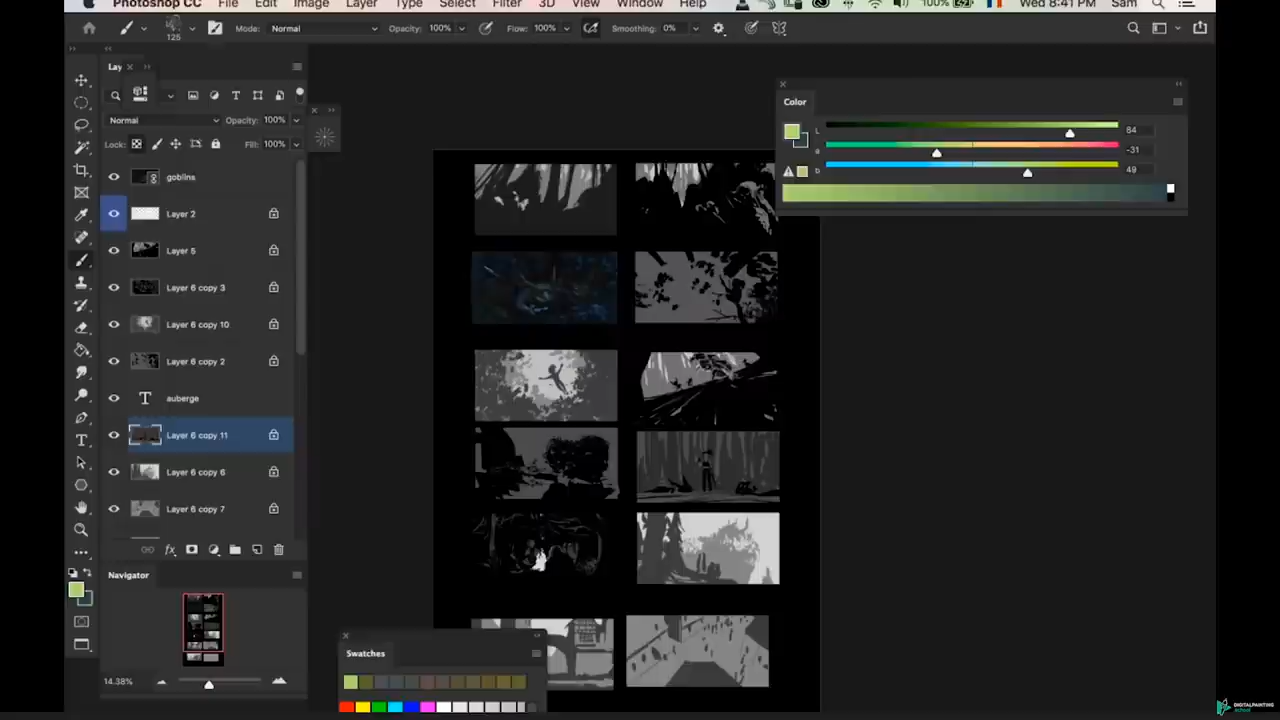 Photoshop CC File Edit Image Layer Type Select Filter 3D View Window Help 100% Wed 8:41 PM Sam
125 Mode: Normal Opacity: 100% Flow: 100% Smoothing: 0%
Lay
Normal Opacity: 100%
Lock: Fill: 100%
goblins
Layer 2
Layer 5
Layer 6 copy 3
Layer 6 copy 10
Layer 6 copy 2
T auberge
Layer 6 copy 11
Layer 6 copy 6
Layer 6 copy 7
fx
Navigator
14.38%
Color
L 84
a -31
b 49
Swatches
DIGITALPAINTING
.school